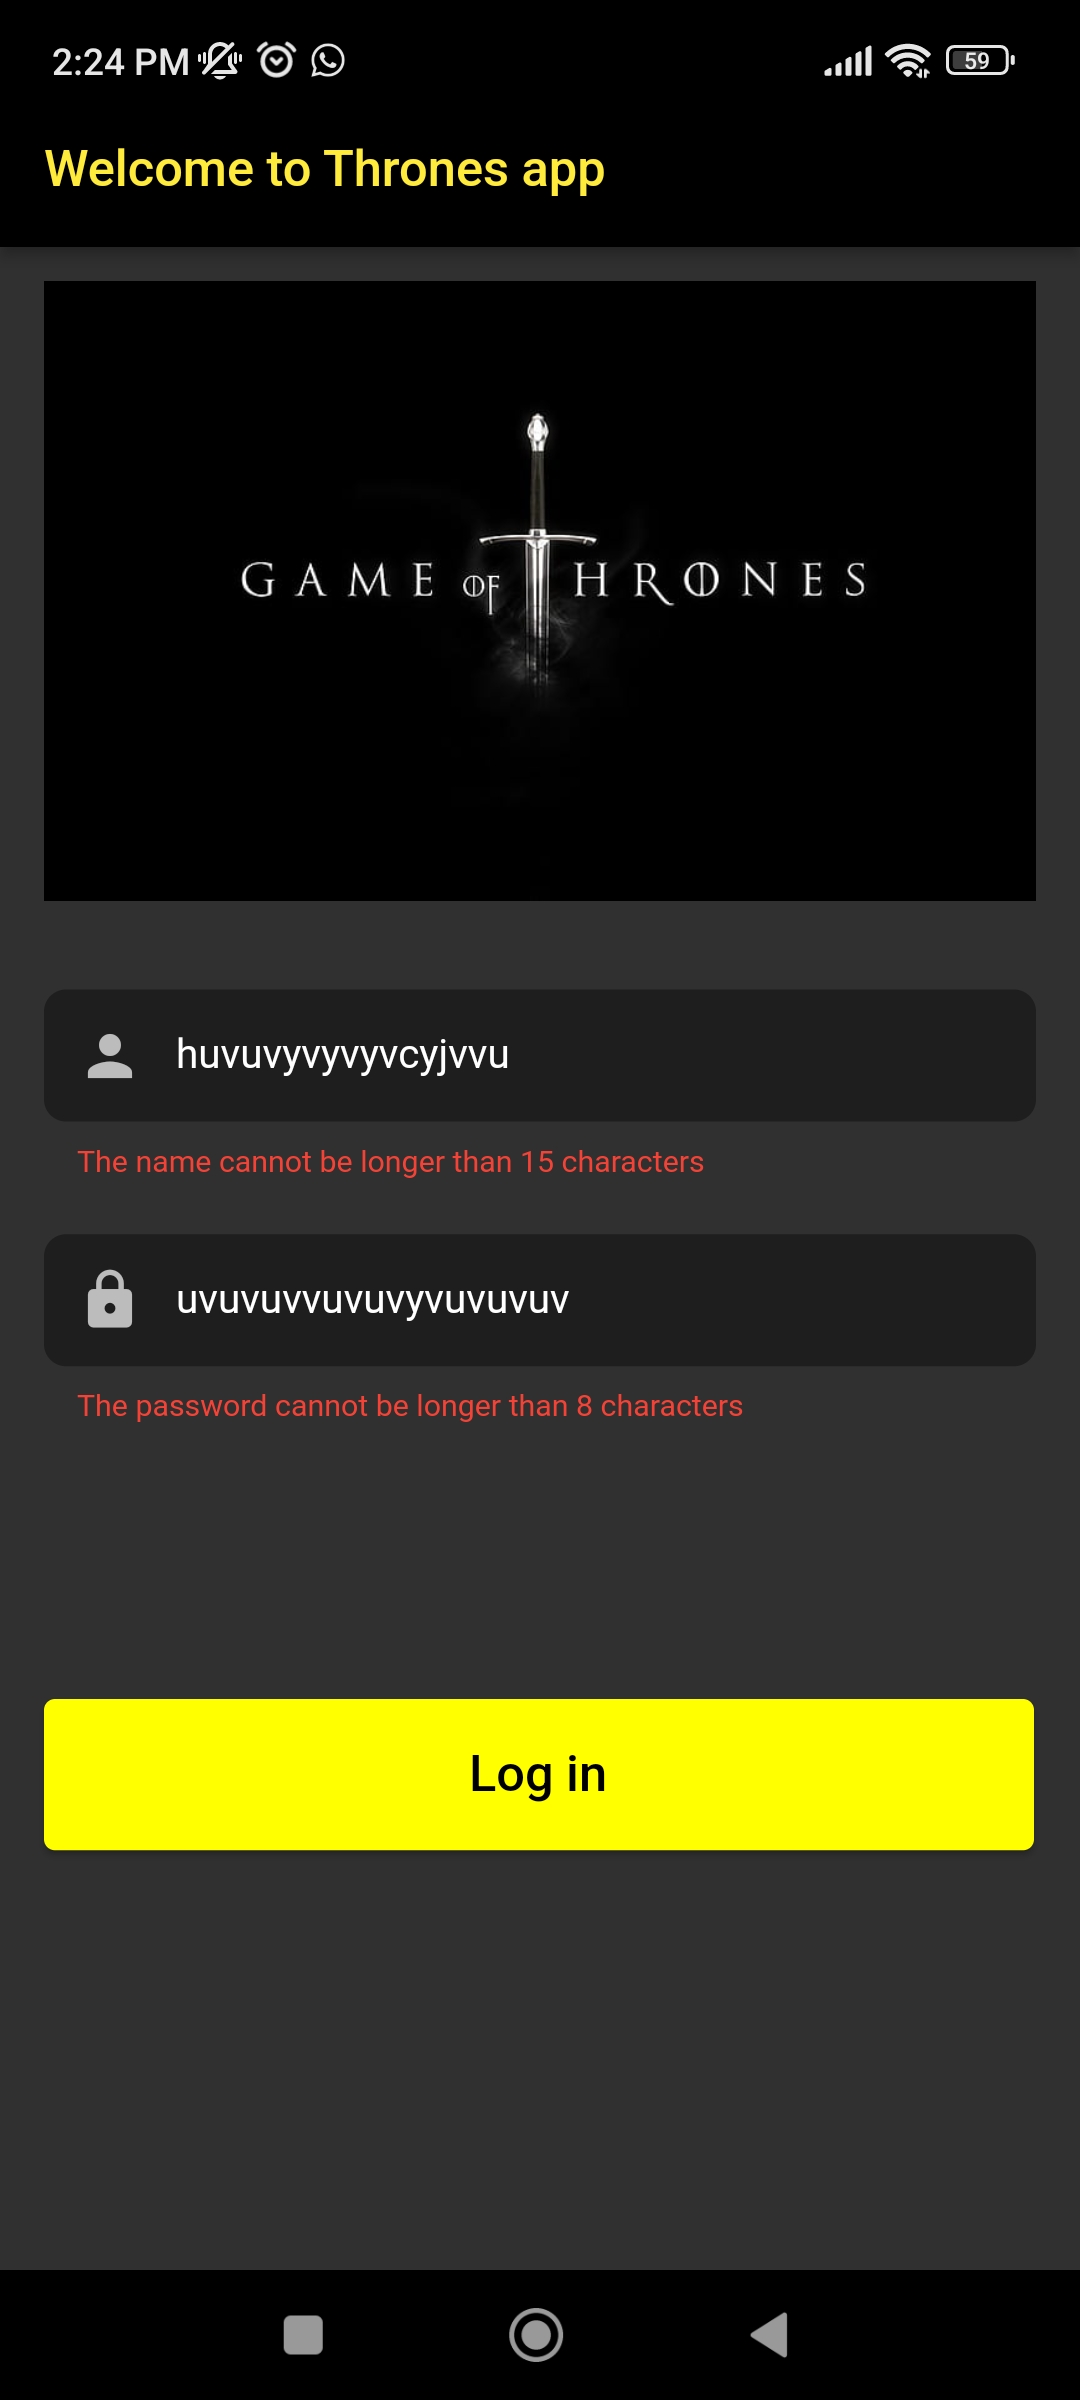 2:24 PM 59
Welcome to Thrones app
GAME OF THRONES
huvuvyvyvyvcyjvvu
The name cannot be longer than 15 characters
uvuvuvvuvuvyvuvuvuv
The password cannot be longer than 8 characters
Log in